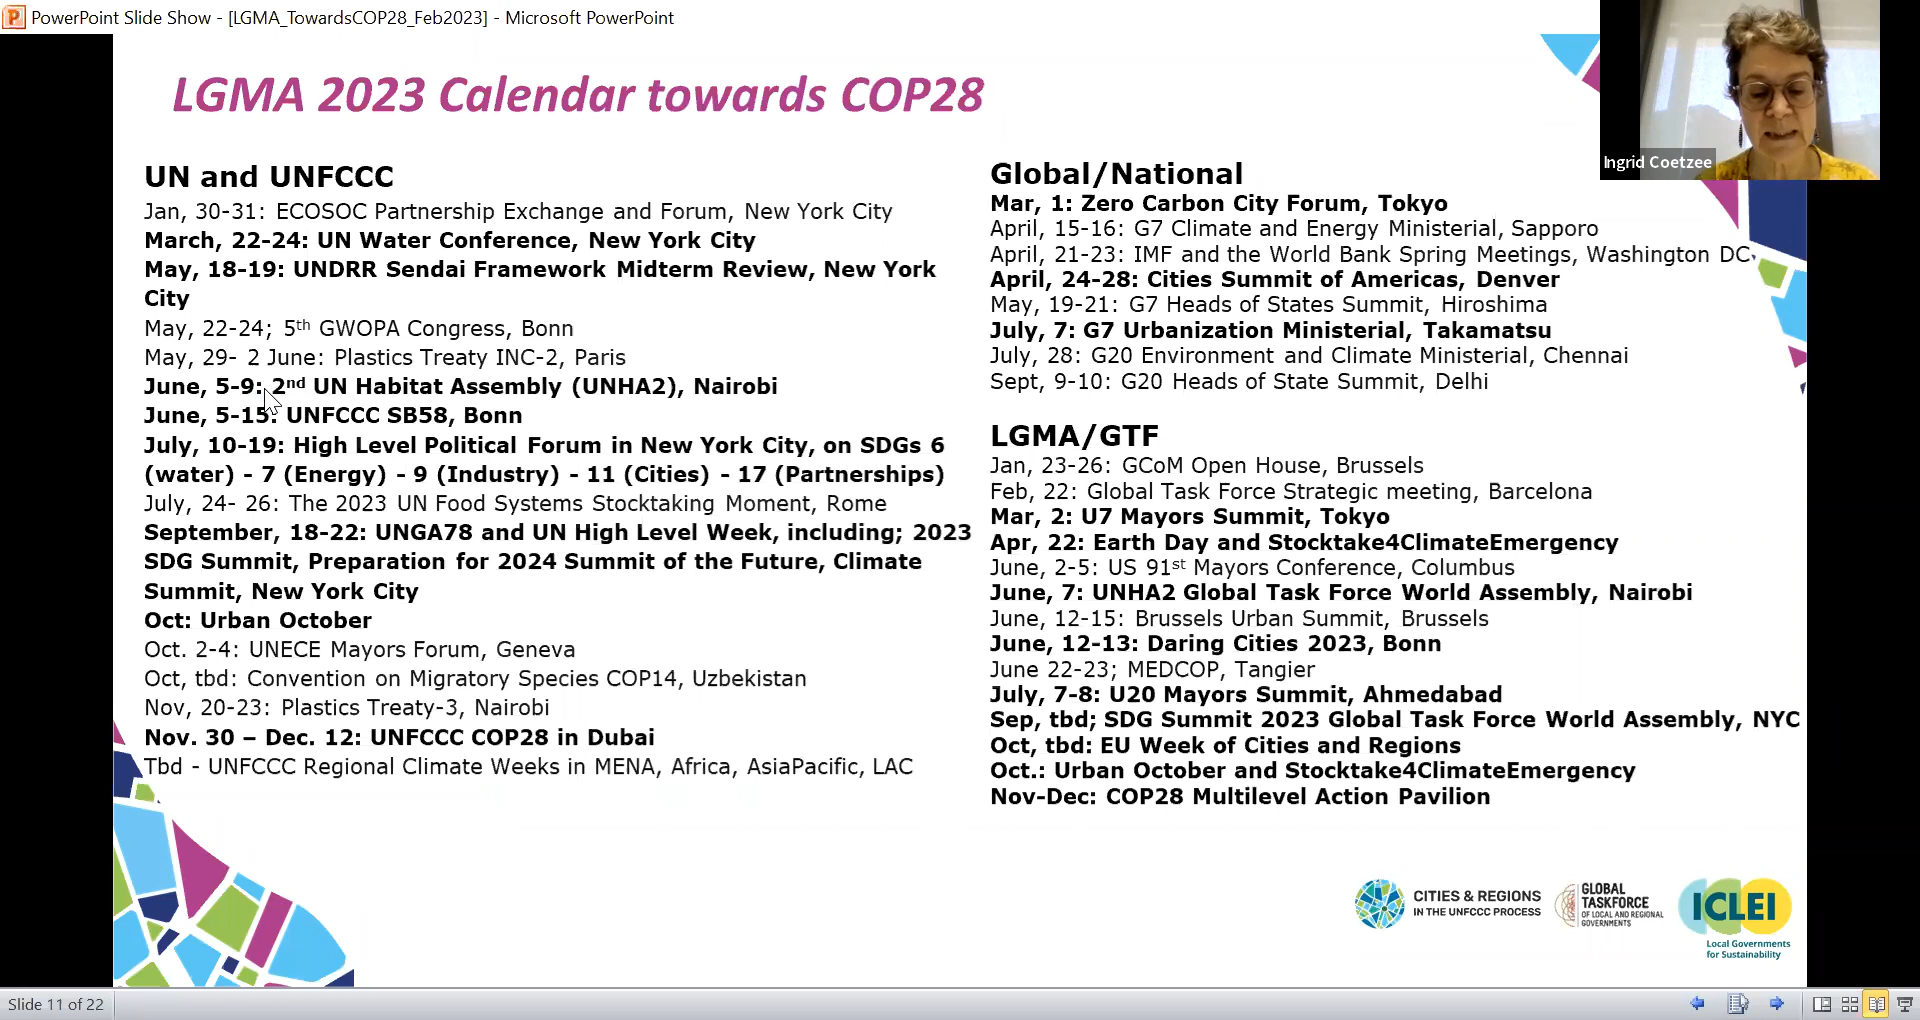 PowerPoint Slide Show - [LGMA_TowardsCOP28_Feb2023] - Microsoft PowerPoint
LGMA 2023 Calendar towards COP28
Ingrid Coetzee
UN and UNFCCC
Jan, 30-31: ECOSOC Partnership Exchange and Forum, New York City
March, 22-24: UN Water Conference, New York City
May, 18-19: UNDRR Sendai Framework Midterm Review, New York
City
May, 22-24; 5th GWOPA Congress, Bonn
May, 29- 2 June: Plastics Treaty INC-2, Paris
June, 5-9: 2nd UN Habitat Assembly (UNHA2), Nairobi
June, 5-15: UNFCCC SB58, Bonn
July, 10-19: High Level Political Forum in New York City, on SDGs 6
(water) - 7 (Energy) - 9 (Industry) - 11 (Cities) - 17 (Partnerships)
July, 24- 26: The 2023 UN Food Systems Stocktaking Moment, Rome
September, 18-22: UNGA78 and UN High Level Week, including; 2023
SDG Summit, Preparation for 2024 Summit of the Future, Climate
Summit, New York City
Oct: Urban October
Oct. 2-4: UNECE Mayors Forum, Geneva
Oct, tbd: Convention on Migratory Species COP14, Uzbekistan
Nov, 20-23: Plastics Treaty-3, Nairobi
Nov. 30 – Dec. 12: UNFCCC COP28 in Dubai
Tbd - UNFCCC Regional Climate Weeks in MENA, Africa, AsiaPacific, LAC
Global/National
Mar, 1: Zero Carbon City Forum, Tokyo
April, 15-16: G7 Climate and Energy Ministerial, Sapporo
April, 21-23: IMF and the World Bank Spring Meetings, Washington DC,
April, 24-28: Cities Summit of Americas, Denver
May, 19-21: G7 Heads of States Summit, Hiroshima
July, 7: G7 Urbanization Ministerial, Takamatsu
July, 28: G20 Environment and Climate Ministerial, Chennai
Sept, 9-10: G20 Heads of State Summit, Delhi
LGMA/GTF
Jan, 23-26: GCoM Open House, Brussels
Feb, 22: Global Task Force Strategic meeting, Barcelona
Mar, 2: U7 Mayors Summit, Tokyo
Apr, 22: Earth Day and Stocktake4ClimateEmergency
June, 2-5: US 91st Mayors Conference, Columbus
June, 7: UNHA2 Global Task Force World Assembly, Nairobi
June, 12-15: Brussels Urban Summit, Brussels
June, 12-13: Daring Cities 2023, Bonn
June 22-23; MEDCOP, Tangier
July, 7-8: U20 Mayors Summit, Ahmedabad
Sep, tbd; SDG Summit 2023 Global Task Force World Assembly, NYC
Oct, tbd: EU Week of Cities and Regions
Oct.: Urban October and Stocktake4ClimateEmergency
Nov-Dec: COP28 Multilevel Action Pavilion
CITIES & REGIONS
IN THE UNFCCC PROCESS
GLOBAL
TASKFORCE
OF LOCAL AND REGIONAL
GOVERNMENTS
ICLEI
Local Governments
for Sustainability
Slide 11 of 22